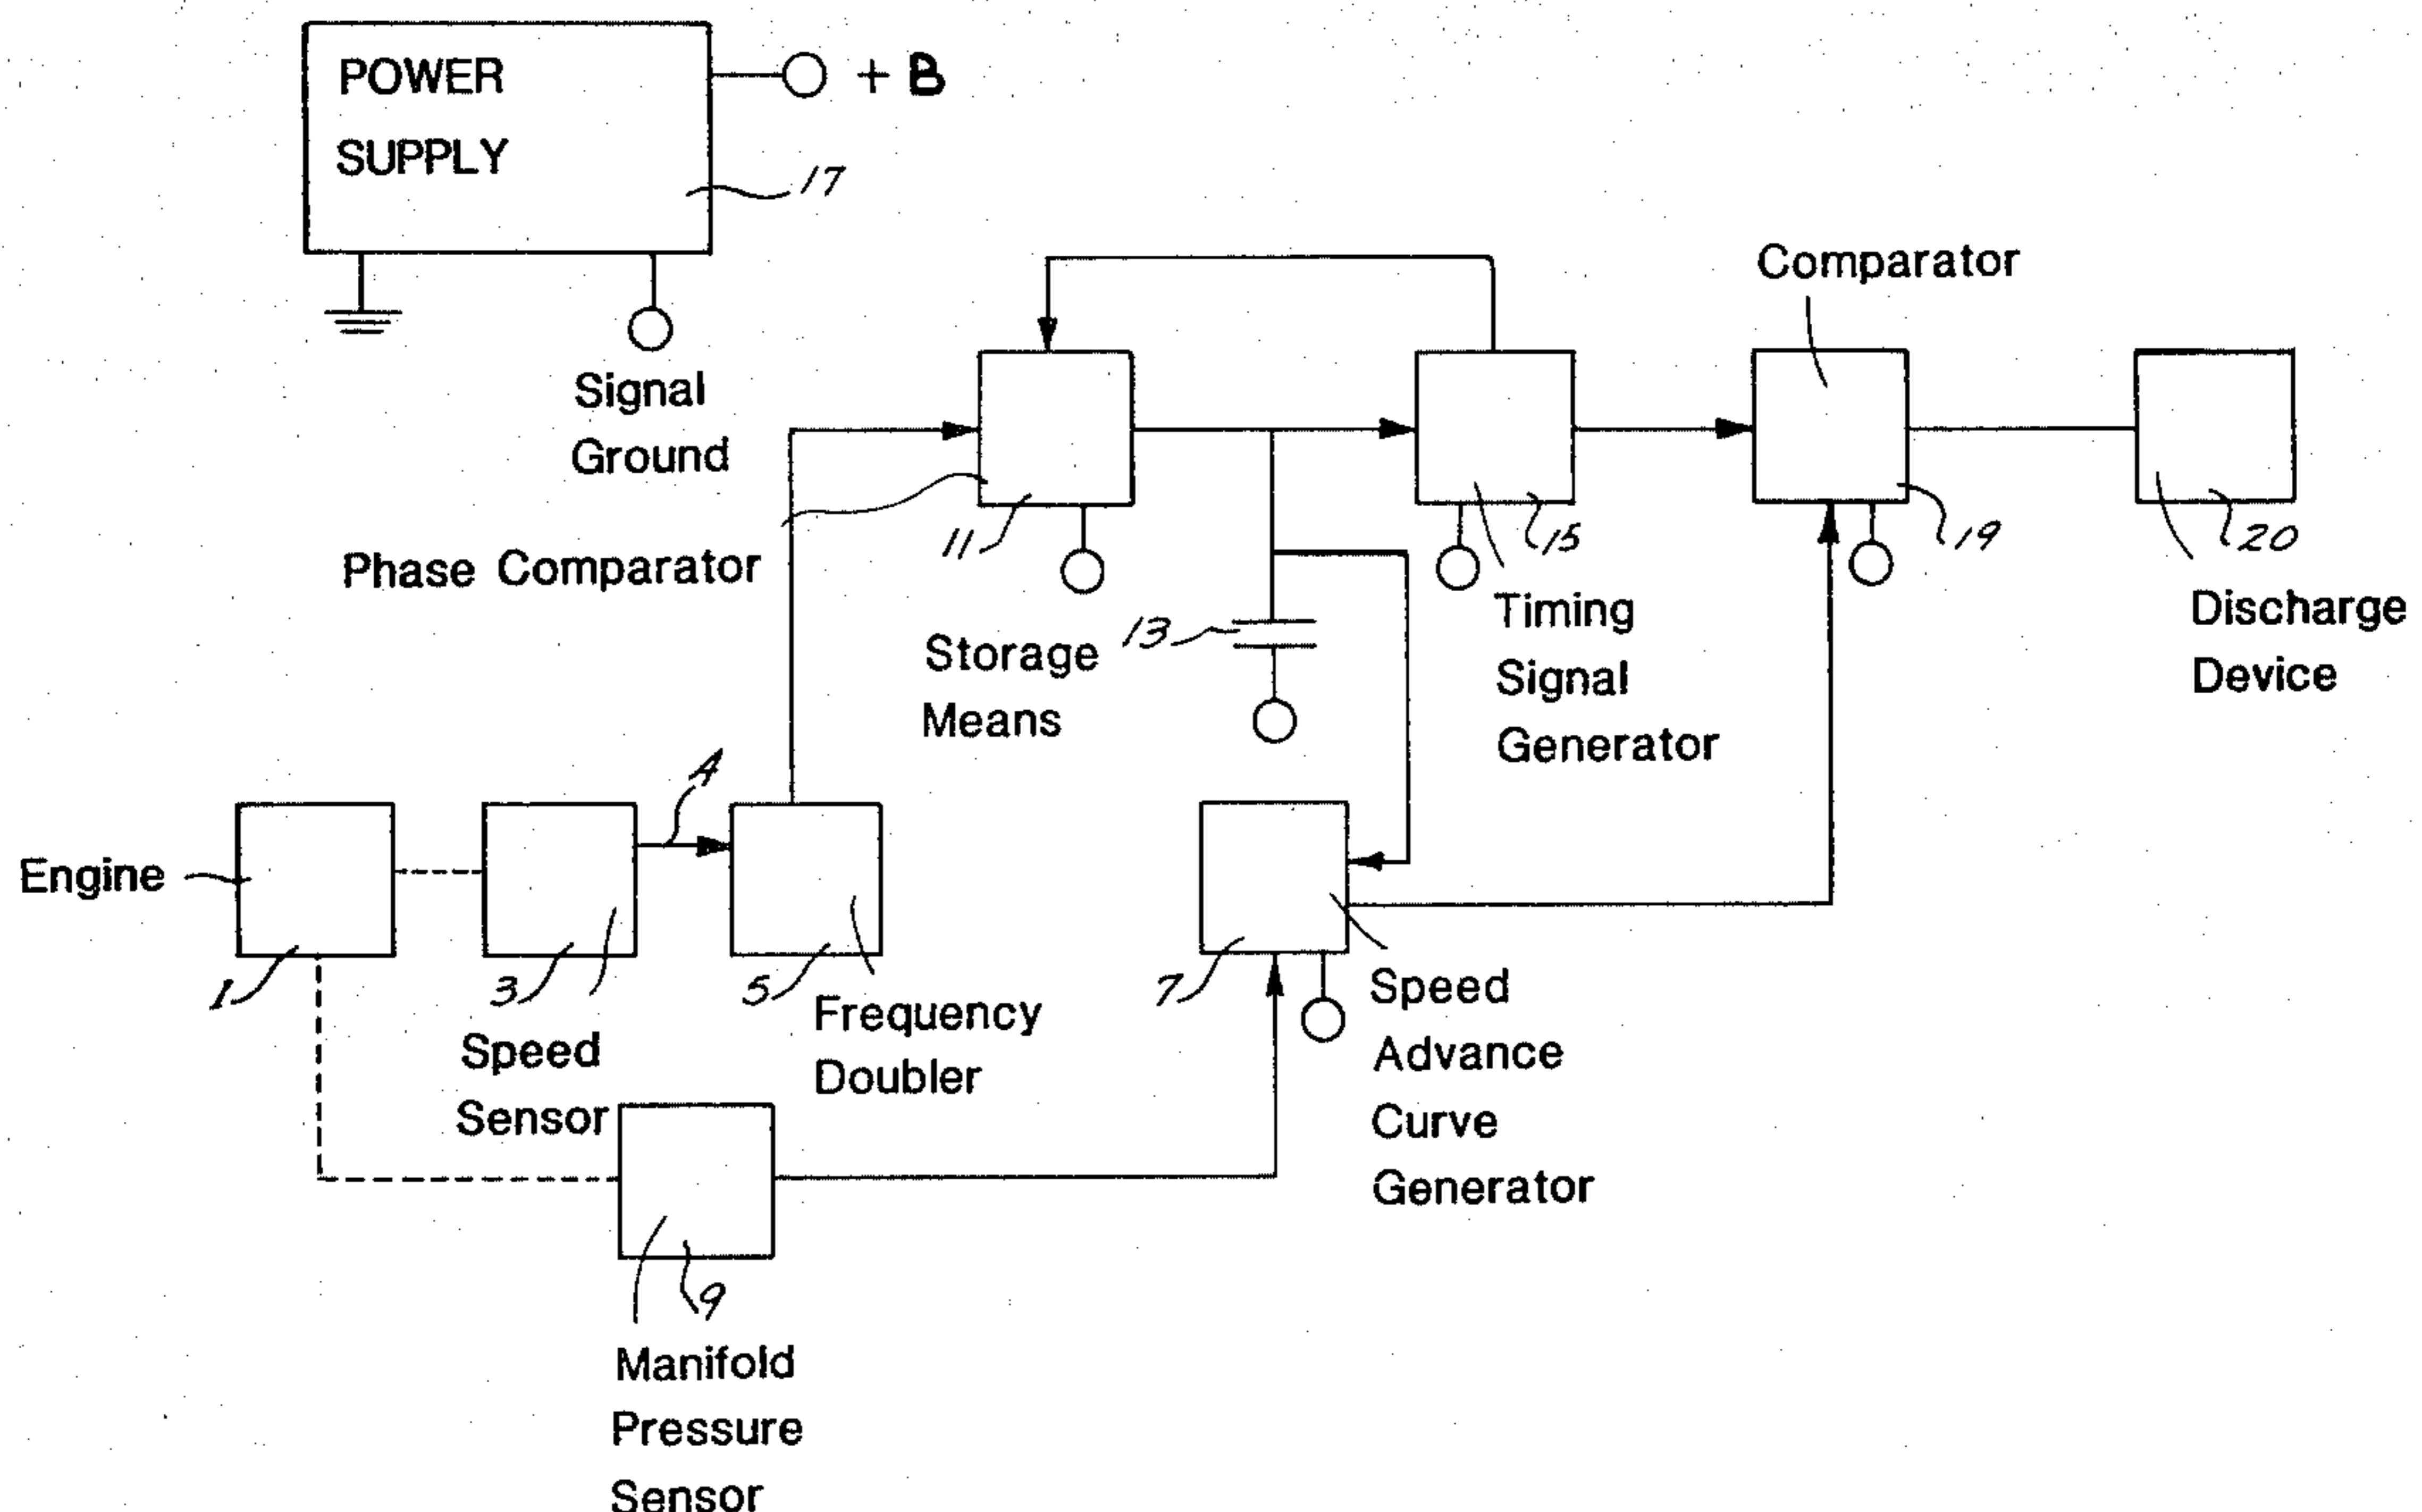 POWER
SUPPLY
+ B
17
Signal
Ground
Comparator
Phase Comparator
11
15
19
20
Storage
Means
13
Timing
Signal
Generator
Discharge
Device
A
Engine
1
3
5
7
Speed
Sensor
Frequency
Doubler
Speed
Advance
Curve
Generator
9
Manifold
Pressure
Sensor